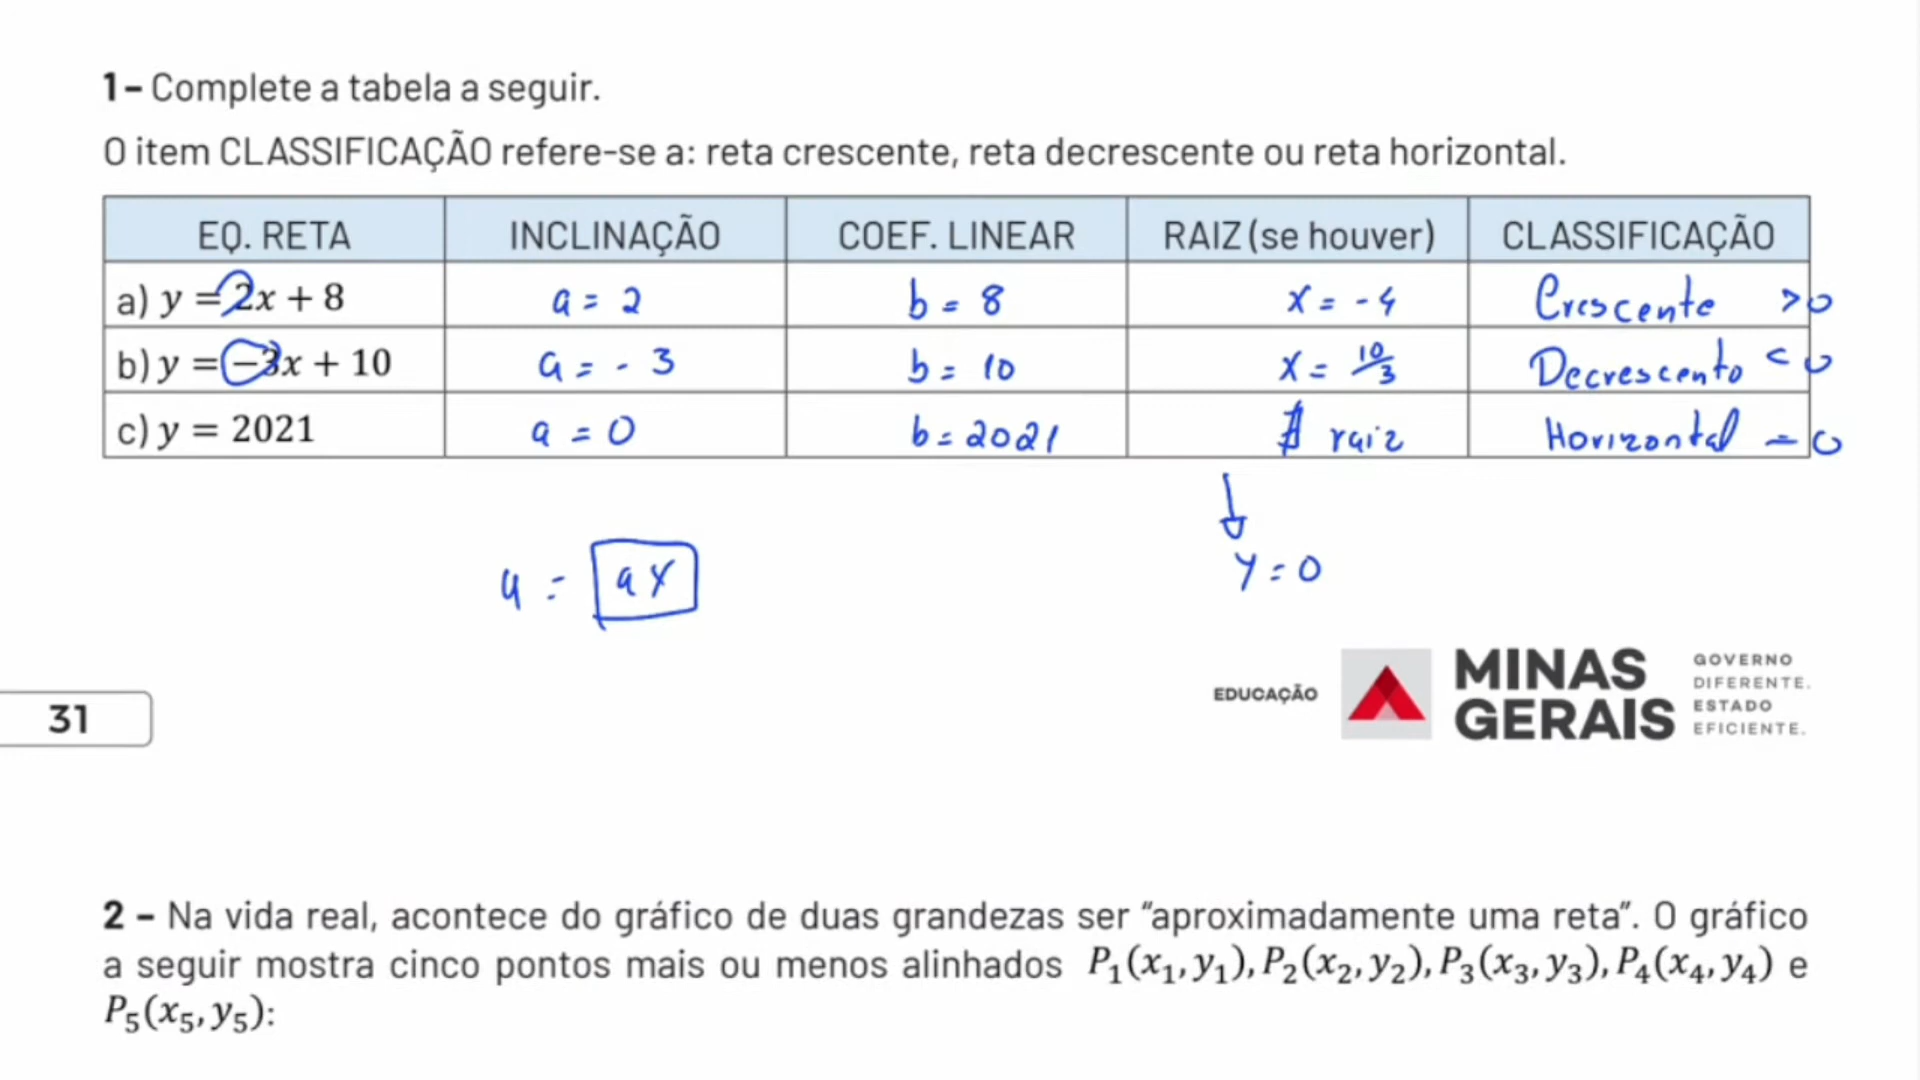 1 – Complete a tabela a seguir.
O item CLASSIFICAÇÃO refere-se a: reta crescente, reta decrescente ou reta horizontal.
EQ. RETA INCLINAÇÃO COEF. LINEAR RAIZ (se houver) CLASSIFICAÇÃO
a) y = 2x + 8 a = 2 b = 8 x = -4 Crescente > 0
b) y = −3x + 10 a = -3 b = 10 x = 10/3 Decrescento < 0
c) y = 2021 a = 0 b = 2021 ∄ raiz Horizontal = 0
y = ax
y = 0
EDUCAÇÃO
MINAS GERAIS
GOVERNO
DIFERENTE.
ESTADO
EFICIENTE.
31
2 – Na vida real, acontece do gráfico de duas grandezas ser “aproximadamente uma reta”. O gráfico
a seguir mostra cinco pontos mais ou menos alinhados P₁(x₁, y₁), P₂(x₂, y₂), P₃(x₃, y₃), P₄(x₄, y₄) e
P₅(x₅, y₅):